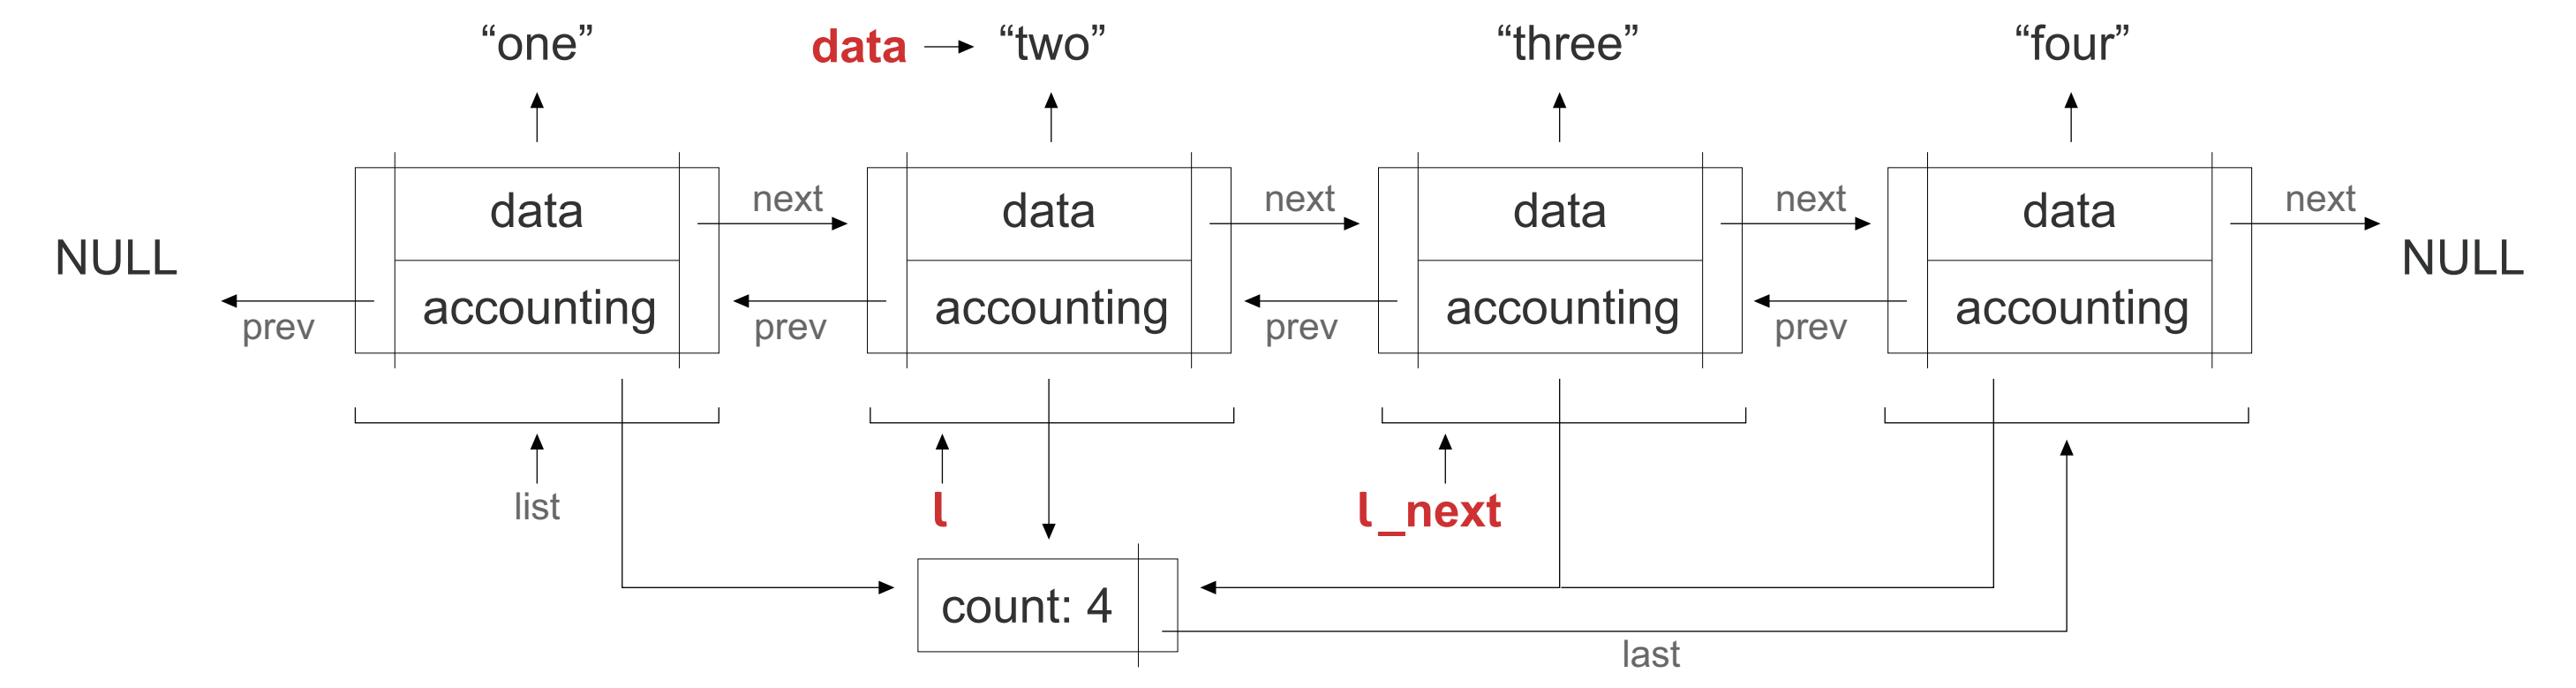 “one” data “two” “three” “four”
data next data next data next data next
NULL NULL
accounting accounting accounting accounting
prev prev prev prev
list l l_next
count: 4
last